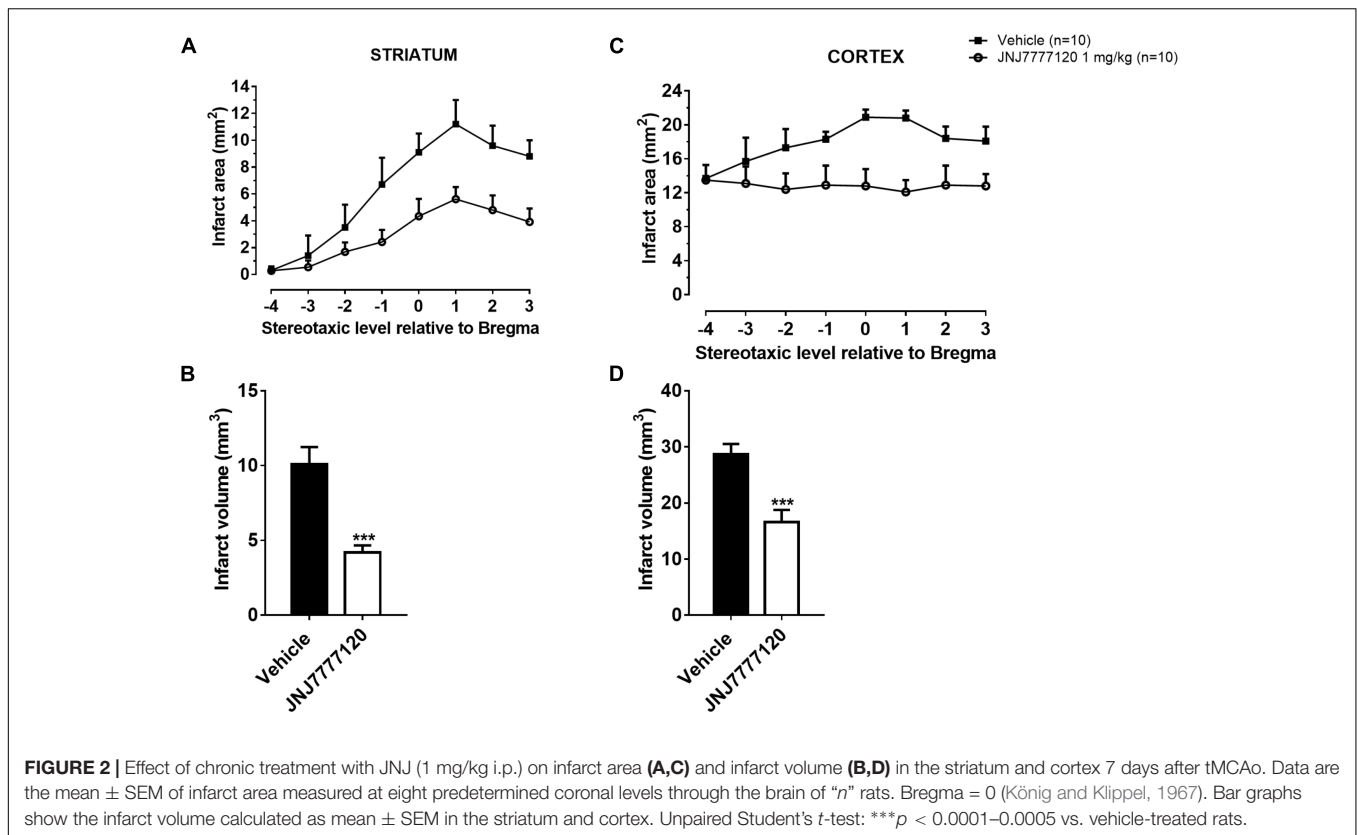 A
STRIATUM
Infarct area (mm²)
14
12
10
8
6
4
2
0
-4 -3 -2 -1 0 1 2 3
Stereotaxic level relative to Bregma
C
CORTEX
Vehicle (n=10)
JNJ7777120 1 mg/kg (n=10)
Infarct area (mm²)
24
20
16
12
8
4
0
-4 -3 -2 -1 0 1 2 3
Stereotaxic level relative to Bregma
B
Infarct volume (mm³)
15
10
5
0
***
Vehicle
JNJ7777120
D
Infarct volume (mm³)
40
30
20
10
0
***
Vehicle
JNJ7777120
FIGURE 2 | Effect of chronic treatment with JNJ (1 mg/kg i.p.) on infarct area (A,C) and infarct volume (B,D) in the striatum and cortex 7 days after tMCAo. Data are
the mean ± SEM of infarct area measured at eight predetermined coronal levels through the brain of “n” rats. Bregma = 0 (König and Klippel, 1967). Bar graphs
show the infarct volume calculated as mean ± SEM in the striatum and cortex. Unpaired Student’s t-test: ***p < 0.0001–0.0005 vs. vehicle-treated rats.